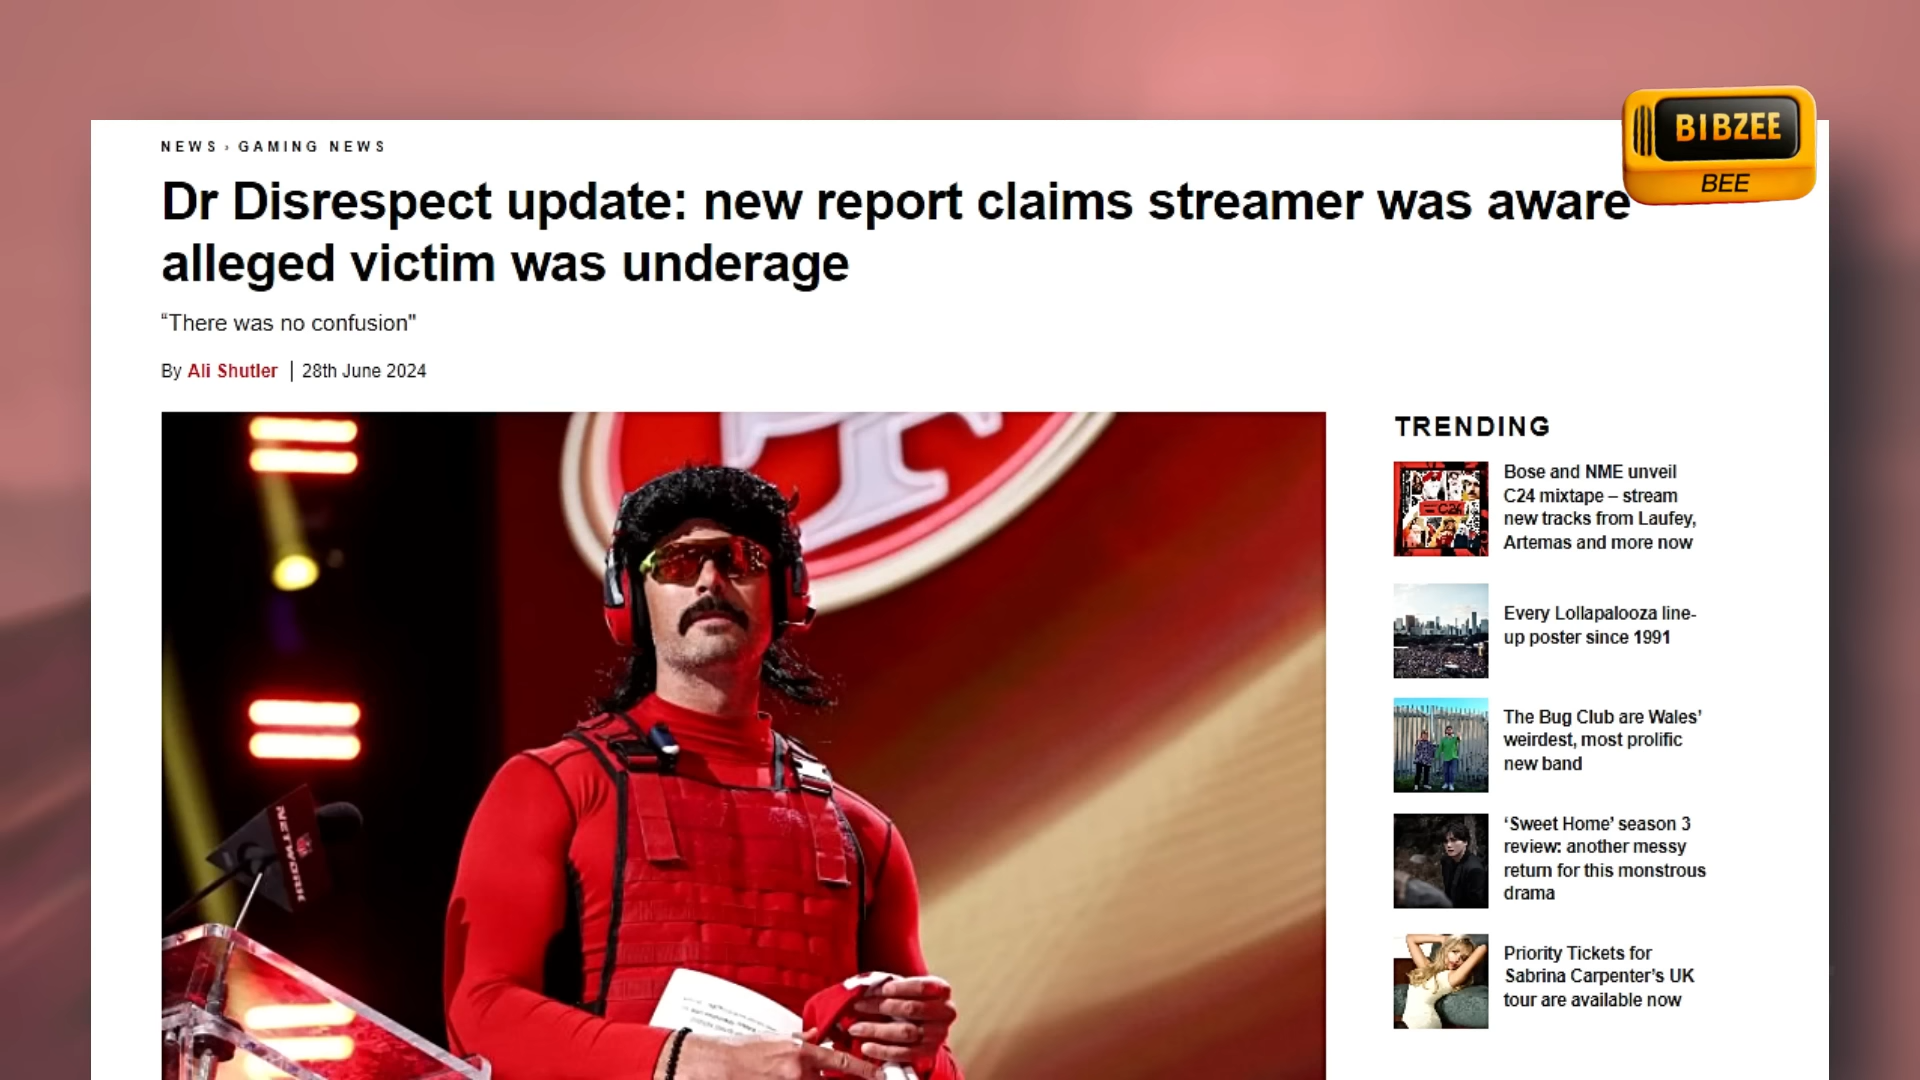 BIBZEE
BEE
NEWS › GAMING NEWS
Dr Disrespect update: new report claims streamer was aware
alleged victim was underage
“There was no confusion"
By Ali Shutler | 28th June 2024
TRENDING
Bose and NME unveil
C24 mixtape – stream
new tracks from Laufey,
Artemas and more now
Every Lollapalooza line-
up poster since 1991
The Bug Club are Wales’
weirdest, most prolific
new band
‘Sweet Home’ season 3
review: another messy
return for this monstrous
drama
Priority Tickets for
Sabrina Carpenter’s UK
tour are available now
NETWORK
C24